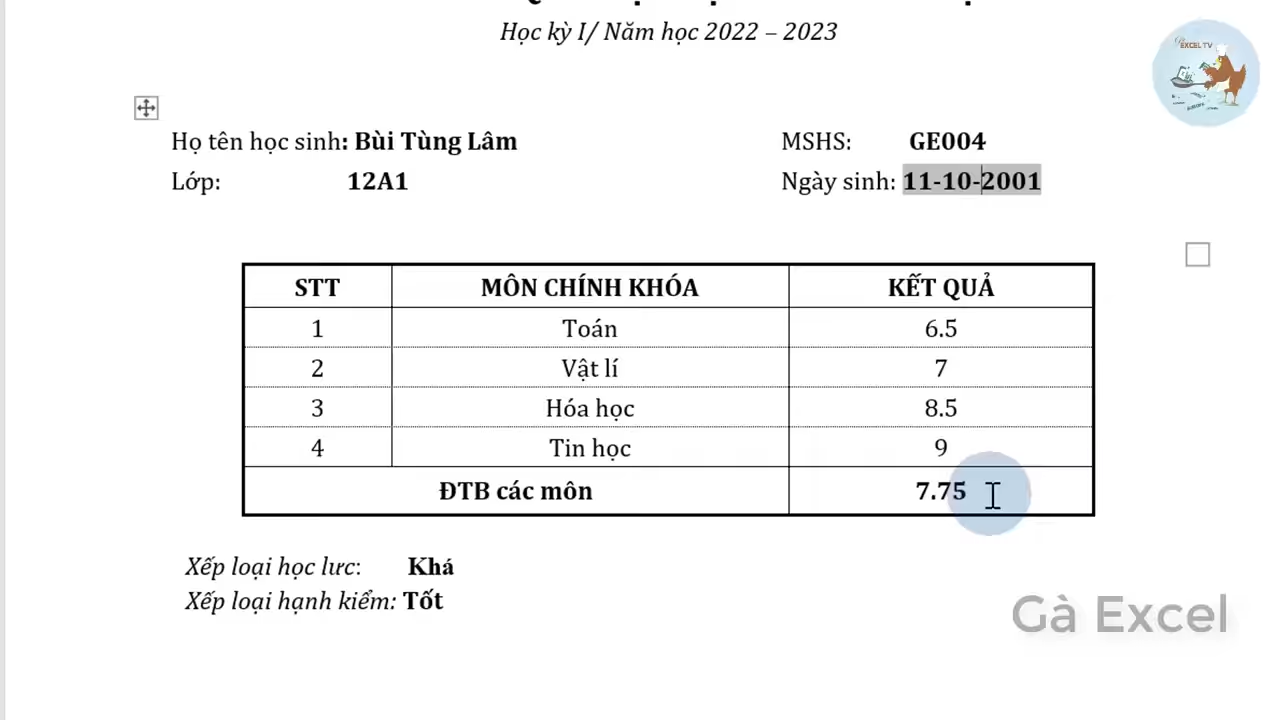 Học kỳ I/ Năm học 2022 – 2023
EXCEL TV
Họ tên học sinh: Bùi Tùng Lâm MSHS: GE004
Lớp: 12A1 Ngày sinh: 11-10-2001
STT MÔN CHÍNH KHÓA KẾT QUẢ
1 Toán 6.5
2 Vật lí 7
3 Hóa học 8.5
4 Tin học 9
ĐTB các môn 7.75
Xếp loại học lưc: Khá
Xếp loại hạnh kiểm: Tốt
Gà Excel